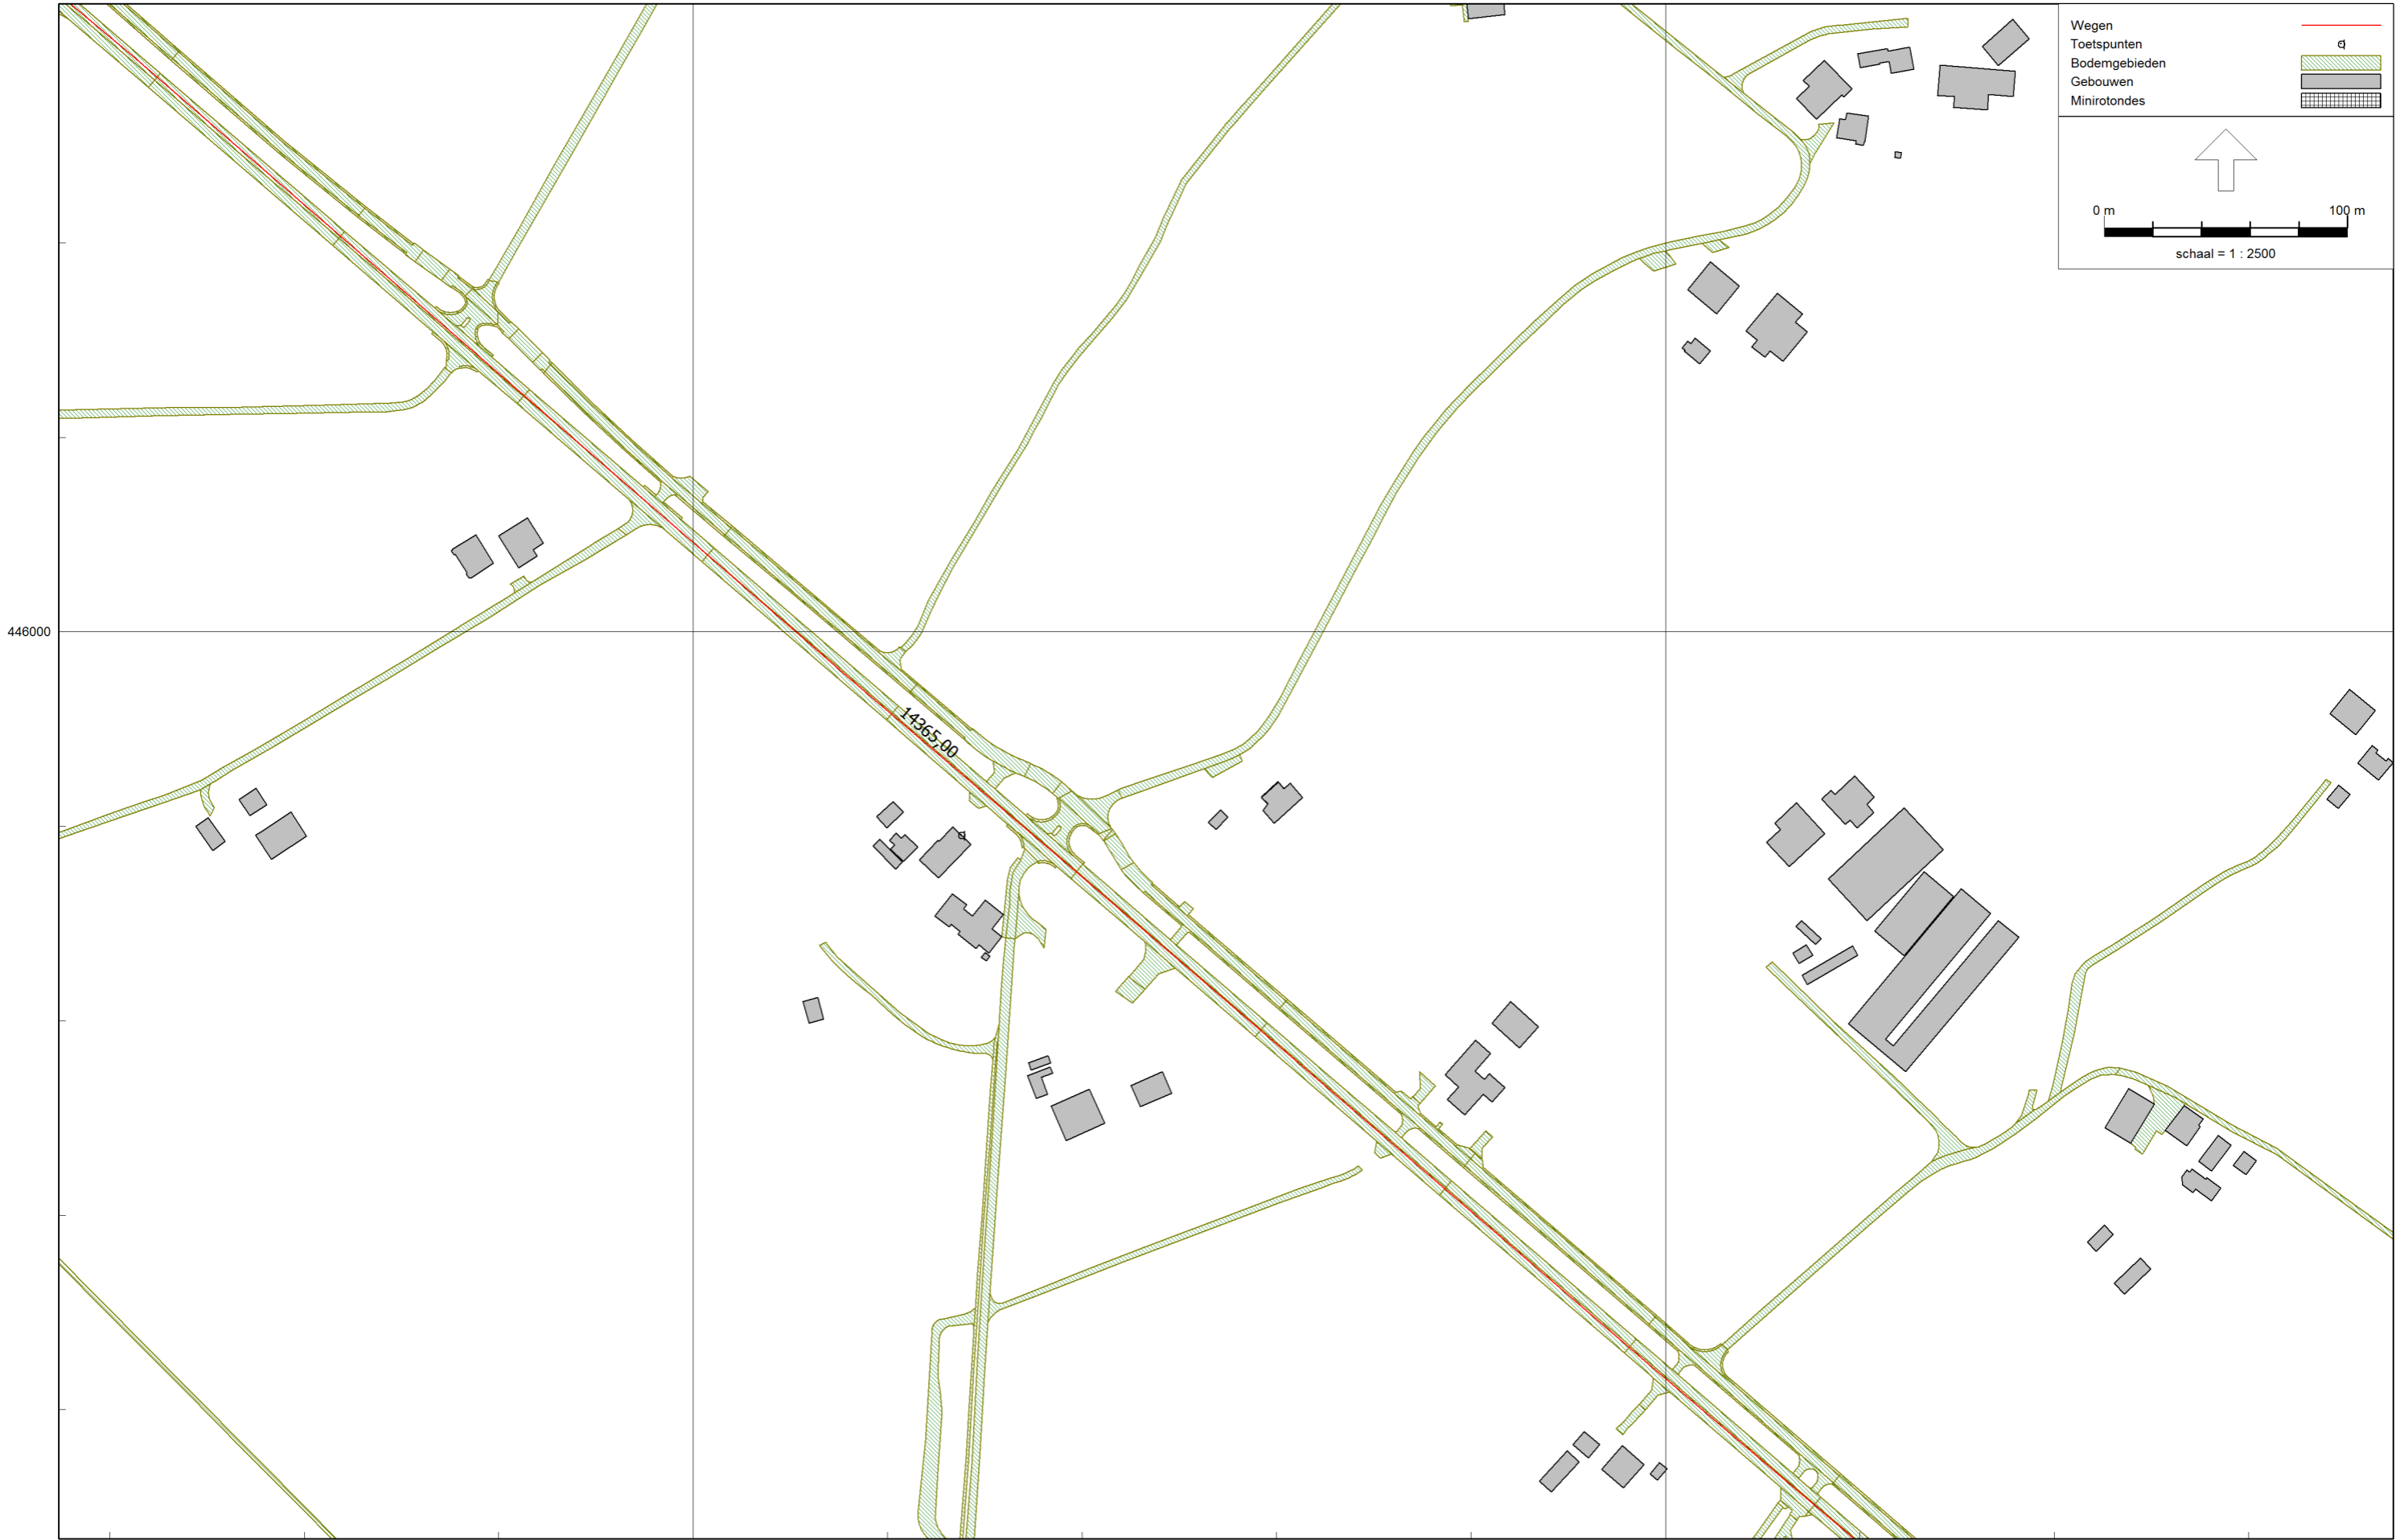 Wegen
Toetspunten
Bodemgebieden
Gebouwen
Minirotondes
0 m 100 m
schaal = 1 : 2500
446000
14365,00